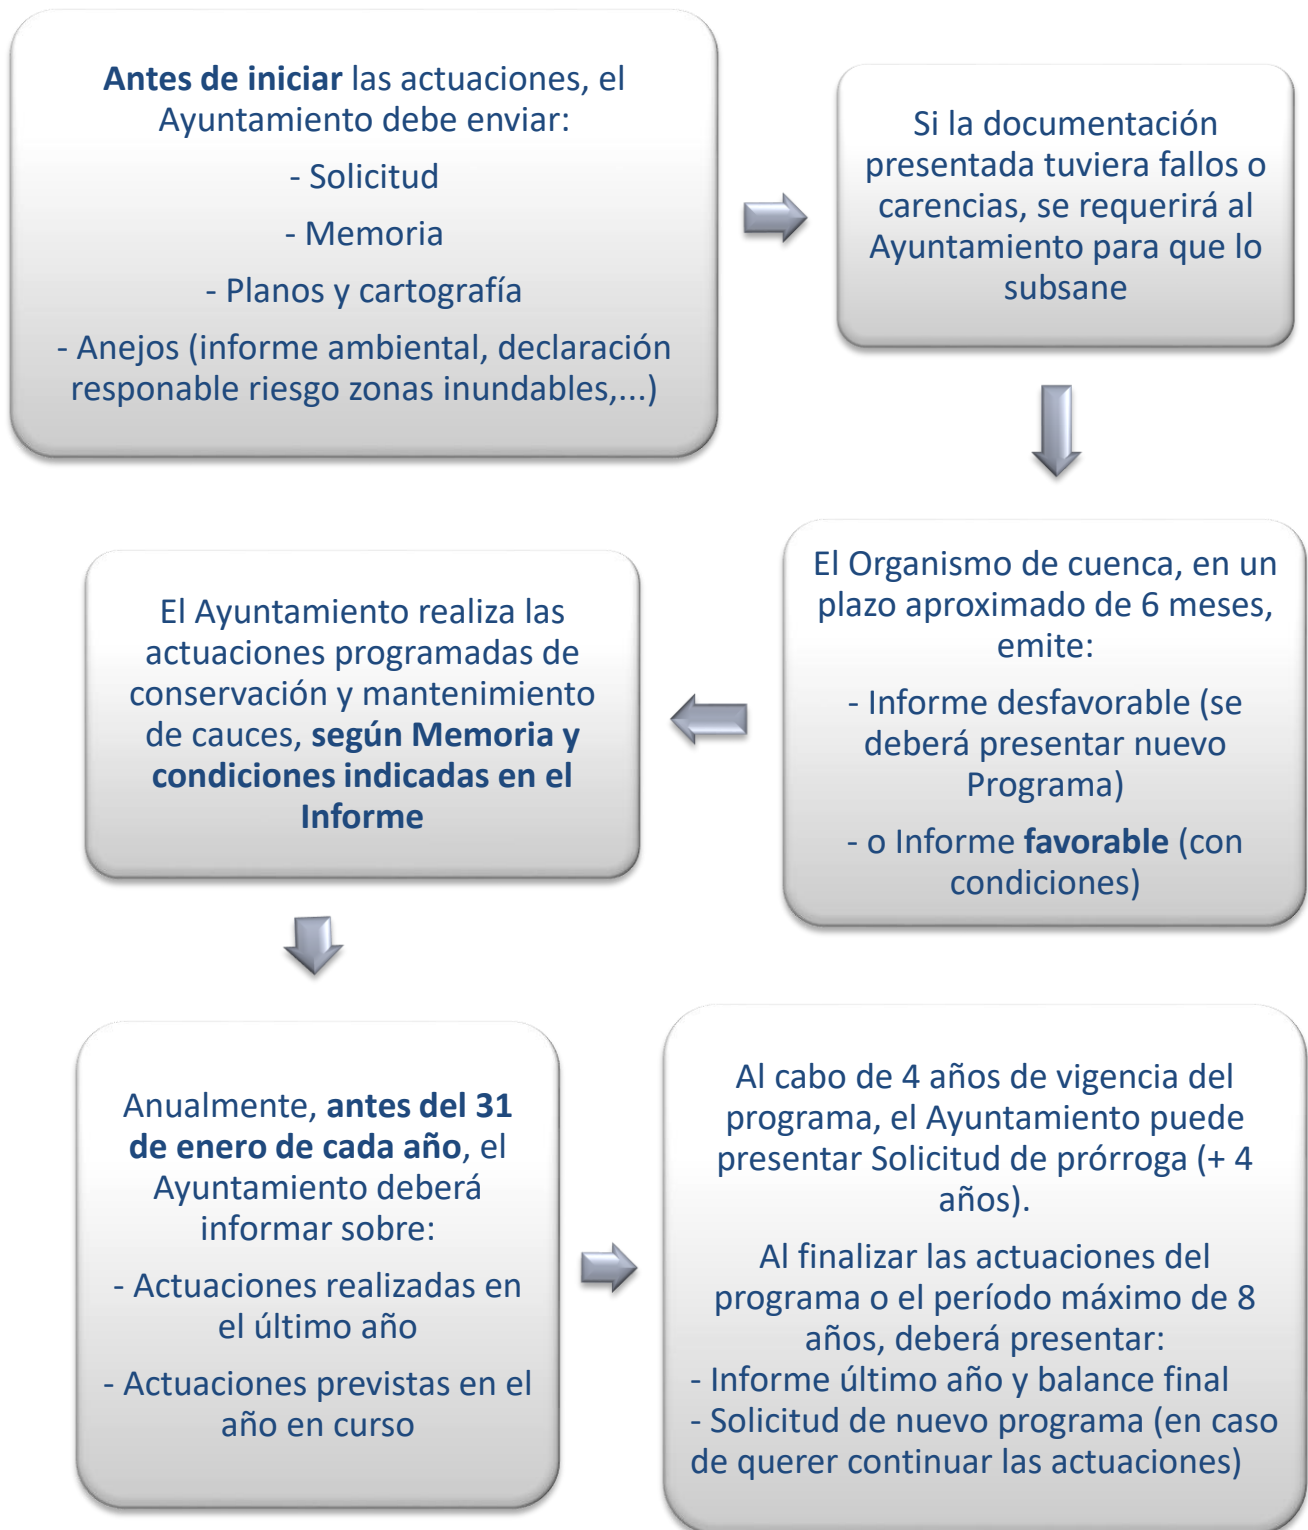 Antes de iniciar las actuaciones, el
Ayuntamiento debe enviar:
- Solicitud
- Memoria
- Planos y cartografía
- Anejos (informe ambiental, declaración
responable riesgo zonas inundables,...)
Si la documentación
presentada tuviera fallos o
carencias, se requerirá al
Ayuntamiento para que lo
subsane
El Organismo de cuenca, en un
plazo aproximado de 6 meses,
emite:
- Informe desfavorable (se
deberá presentar nuevo
Programa)
- o Informe favorable (con
condiciones)
El Ayuntamiento realiza las
actuaciones programadas de
conservación y mantenimiento
de cauces, según Memoria y
condiciones indicadas en el
Informe
Anualmente, antes del 31
de enero de cada año, el
Ayuntamiento deberá
informar sobre:
- Actuaciones realizadas en
el último año
- Actuaciones previstas en el
año en curso
Al cabo de 4 años de vigencia del
programa, el Ayuntamiento puede
presentar Solicitud de prórroga (+ 4
años).
Al finalizar las actuaciones del
programa o el período máximo de 8
años, deberá presentar:
- Informe último año y balance final
- Solicitud de nuevo programa (en caso
de querer continuar las actuaciones)